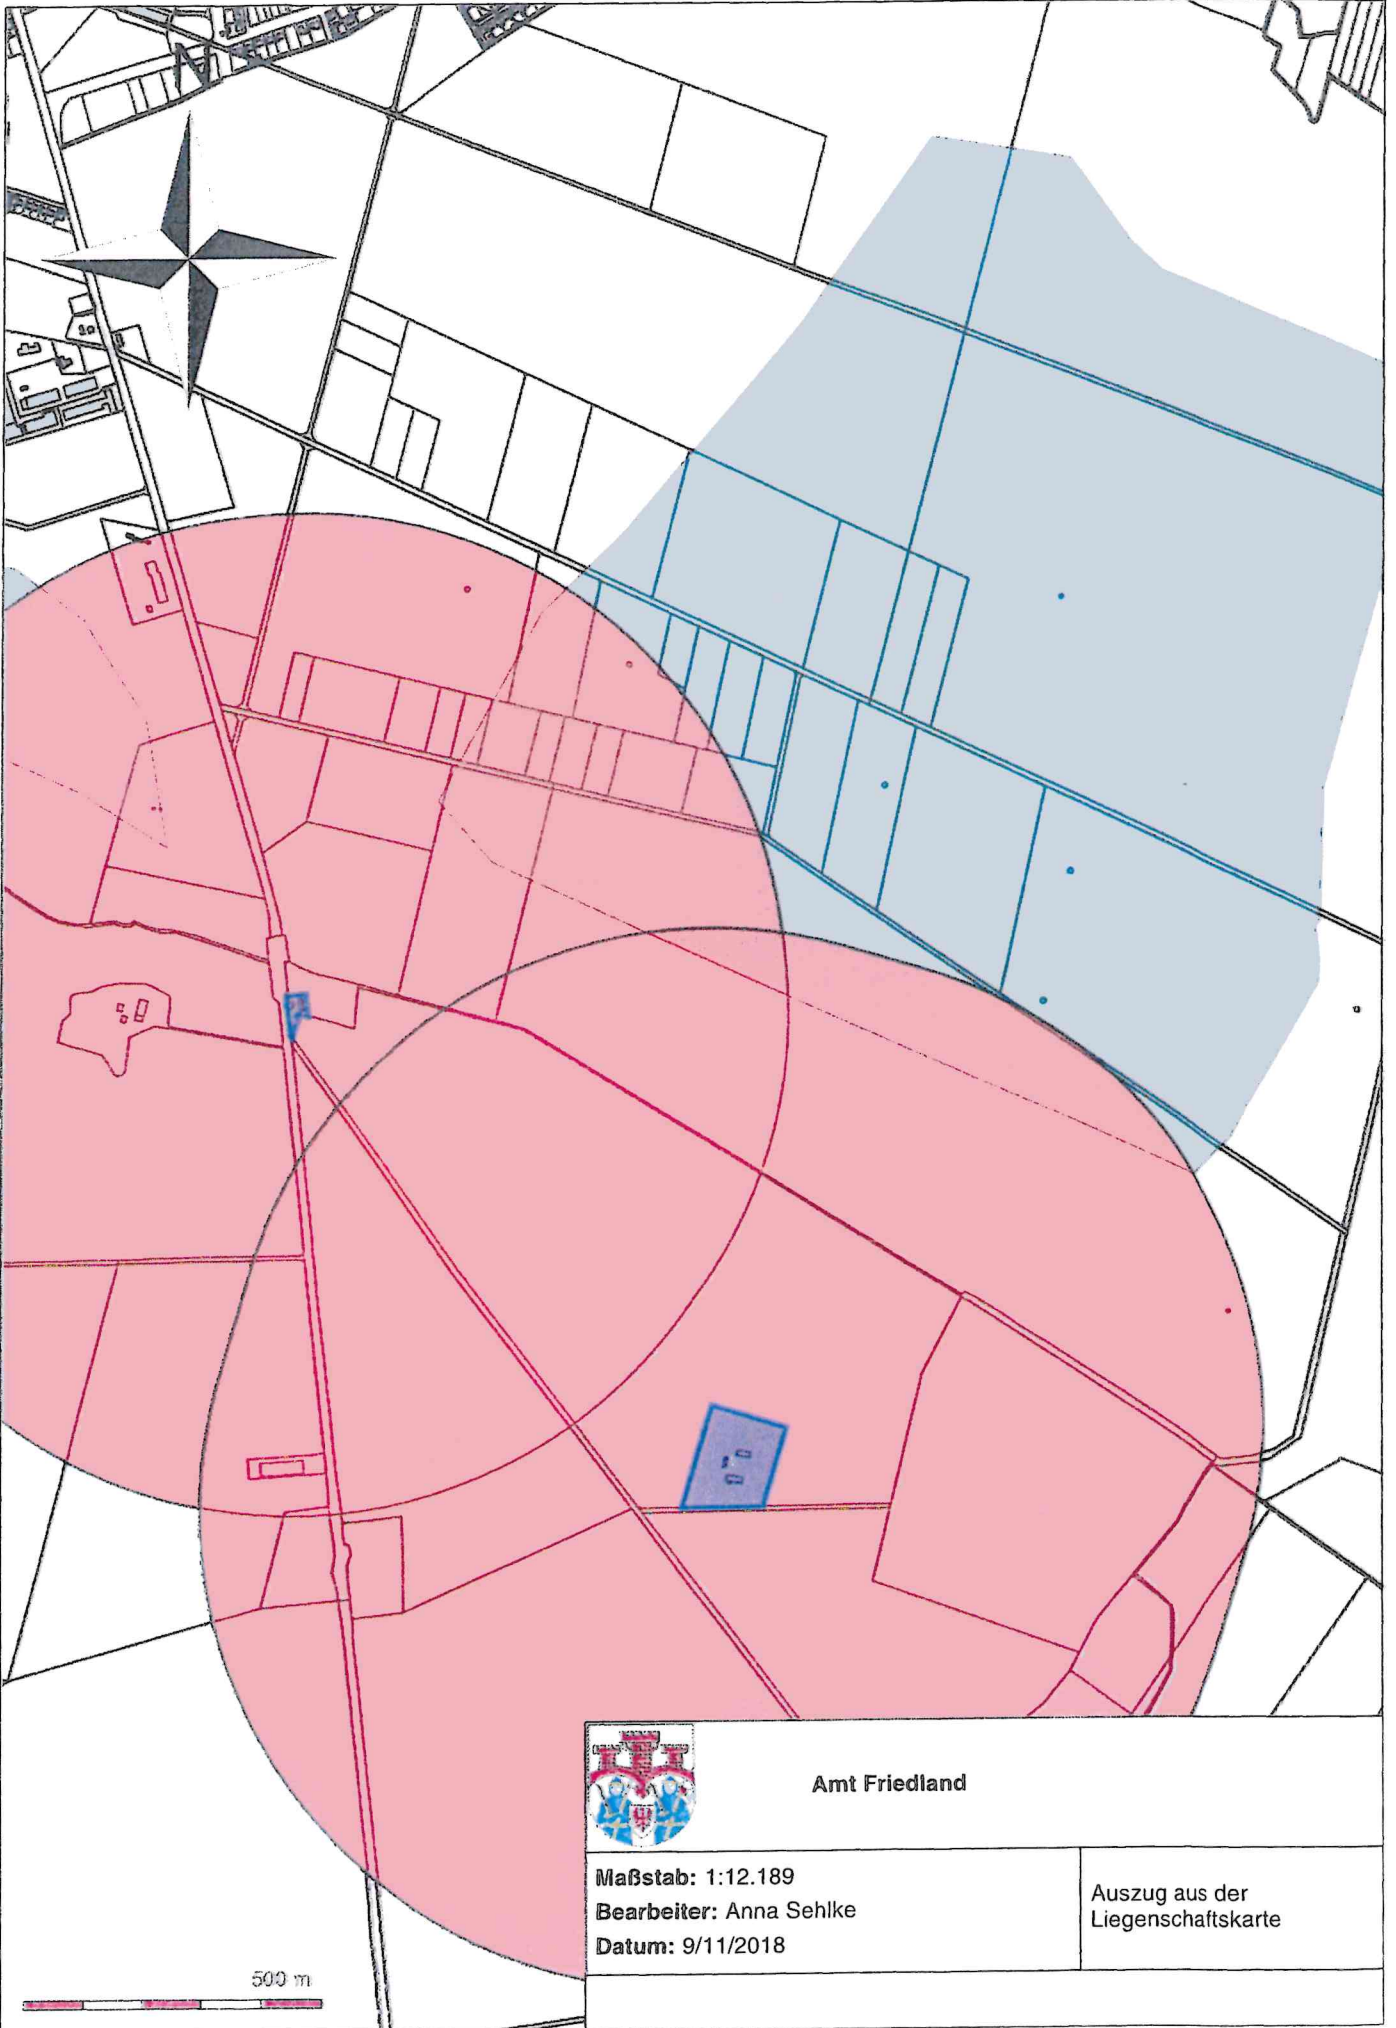 N
Amt Friedland
Maßstab: 1:12.189
Bearbeiter: Anna Sehlke
Datum: 9/11/2018
Auszug aus der
Liegenschaftskarte
500 m